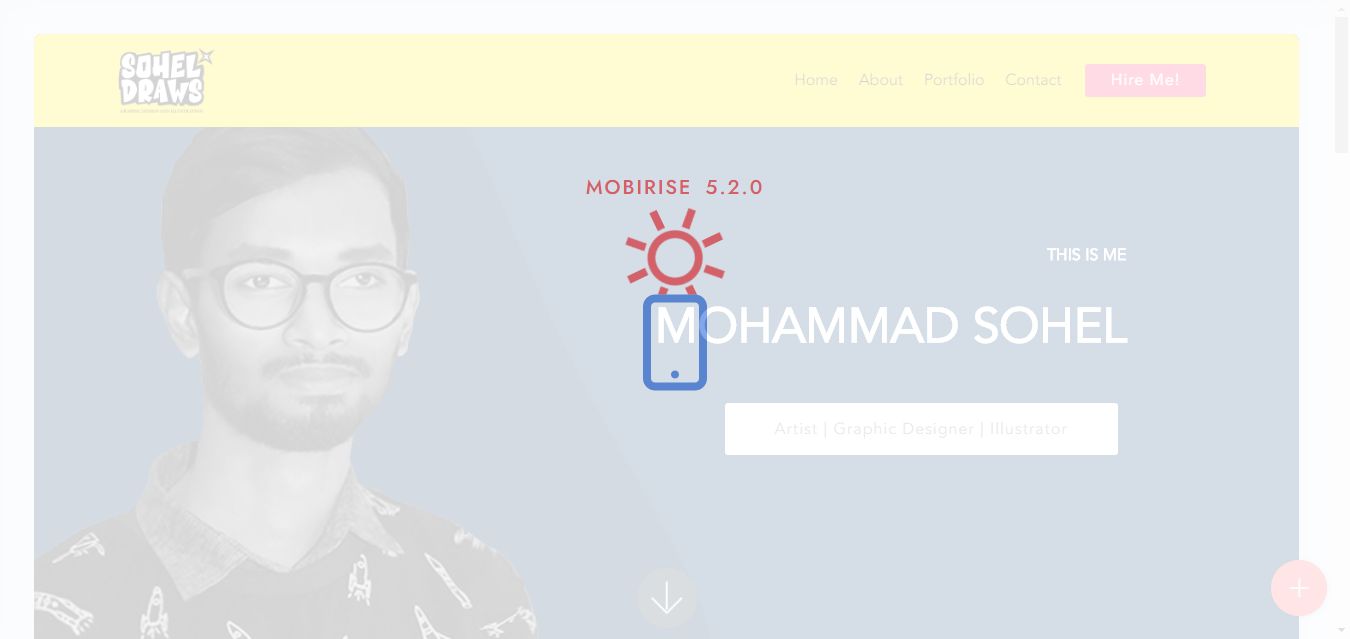 SOHEL
DRAWS
Home About Portfolio Contact Hire Me!
MOBIRISE 5.2.0
THIS IS ME
MOHAMMAD SOHEL
Artist | Graphic Designer | Illustrator